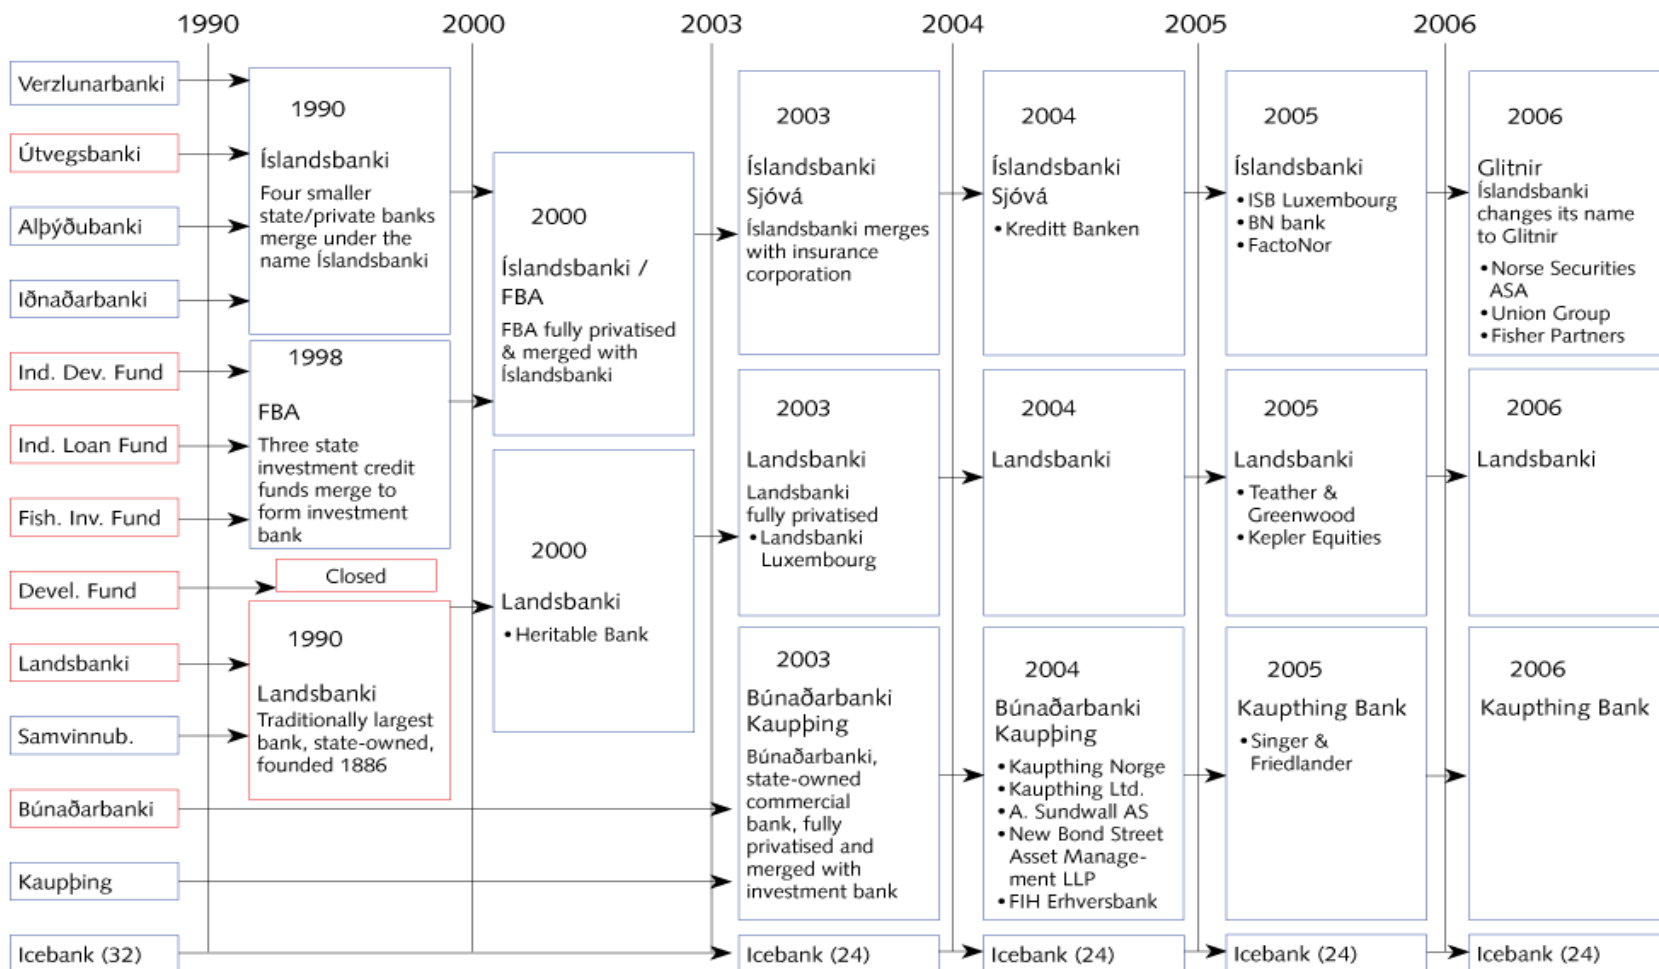 1990
2000
2003
2004
2005
2006
Verzlunarbanki
Útvegsbanki
Alþýðubanki
Iðnaðarbanki
Ind. Dev. Fund
Ind. Loan Fund
Fish. Inv. Fund
Devel. Fund
Landsbanki
Samvinnub.
Búnaðarbanki
Kaupþing
Icebank (32)
1990
Íslandsbanki
Four smaller
state/private banks
merge under the
name Íslandsbanki
1998
FBA
Three state
investment credit
funds merge to
form investment
bank
Closed
1990
Landsbanki
Traditionally largest
bank, state-owned,
founded 1886
2000
Íslandsbanki /
FBA
FBA fully privatised
& merged with
Íslandsbanki
2000
Landsbanki
• Heritable Bank
2003
Íslandsbanki
Sjóvá
Íslandsbanki merges
with insurance
corporation
2003
Landsbanki
Landsbanki
fully privatised
• Landsbanki
Luxembourg
2003
Búnaðarbanki
Kaupþing
Búnaðarbanki,
state-owned
commercial
bank, fully
privatised and
merged with
investment bank
Icebank (24)
2004
Íslandsbanki
Sjóvá
• Kreditt Banken
2004
Landsbanki
2004
Búnaðarbanki
Kaupþing
• Kaupthing Norge
• Kaupthing Ltd.
• A. Sundwall AS
• New Bond Street
Asset Manage-
ment LLP
• FIH Erhversbank
Icebank (24)
2005
Íslandsbanki
• ISB Luxembourg
• BN bank
• FactoNor
2005
Landsbanki
• Teather &
Greenwood
• Kepler Equities
2005
Kaupthing Bank
• Singer &
Friedlander
Icebank (24)
2006
Glitnir
Íslandsbanki
changes its name
to Glitnir
• Norse Securities
ASA
• Union Group
• Fisher Partners
2006
Landsbanki
2006
Kaupthing Bank
Icebank (24)